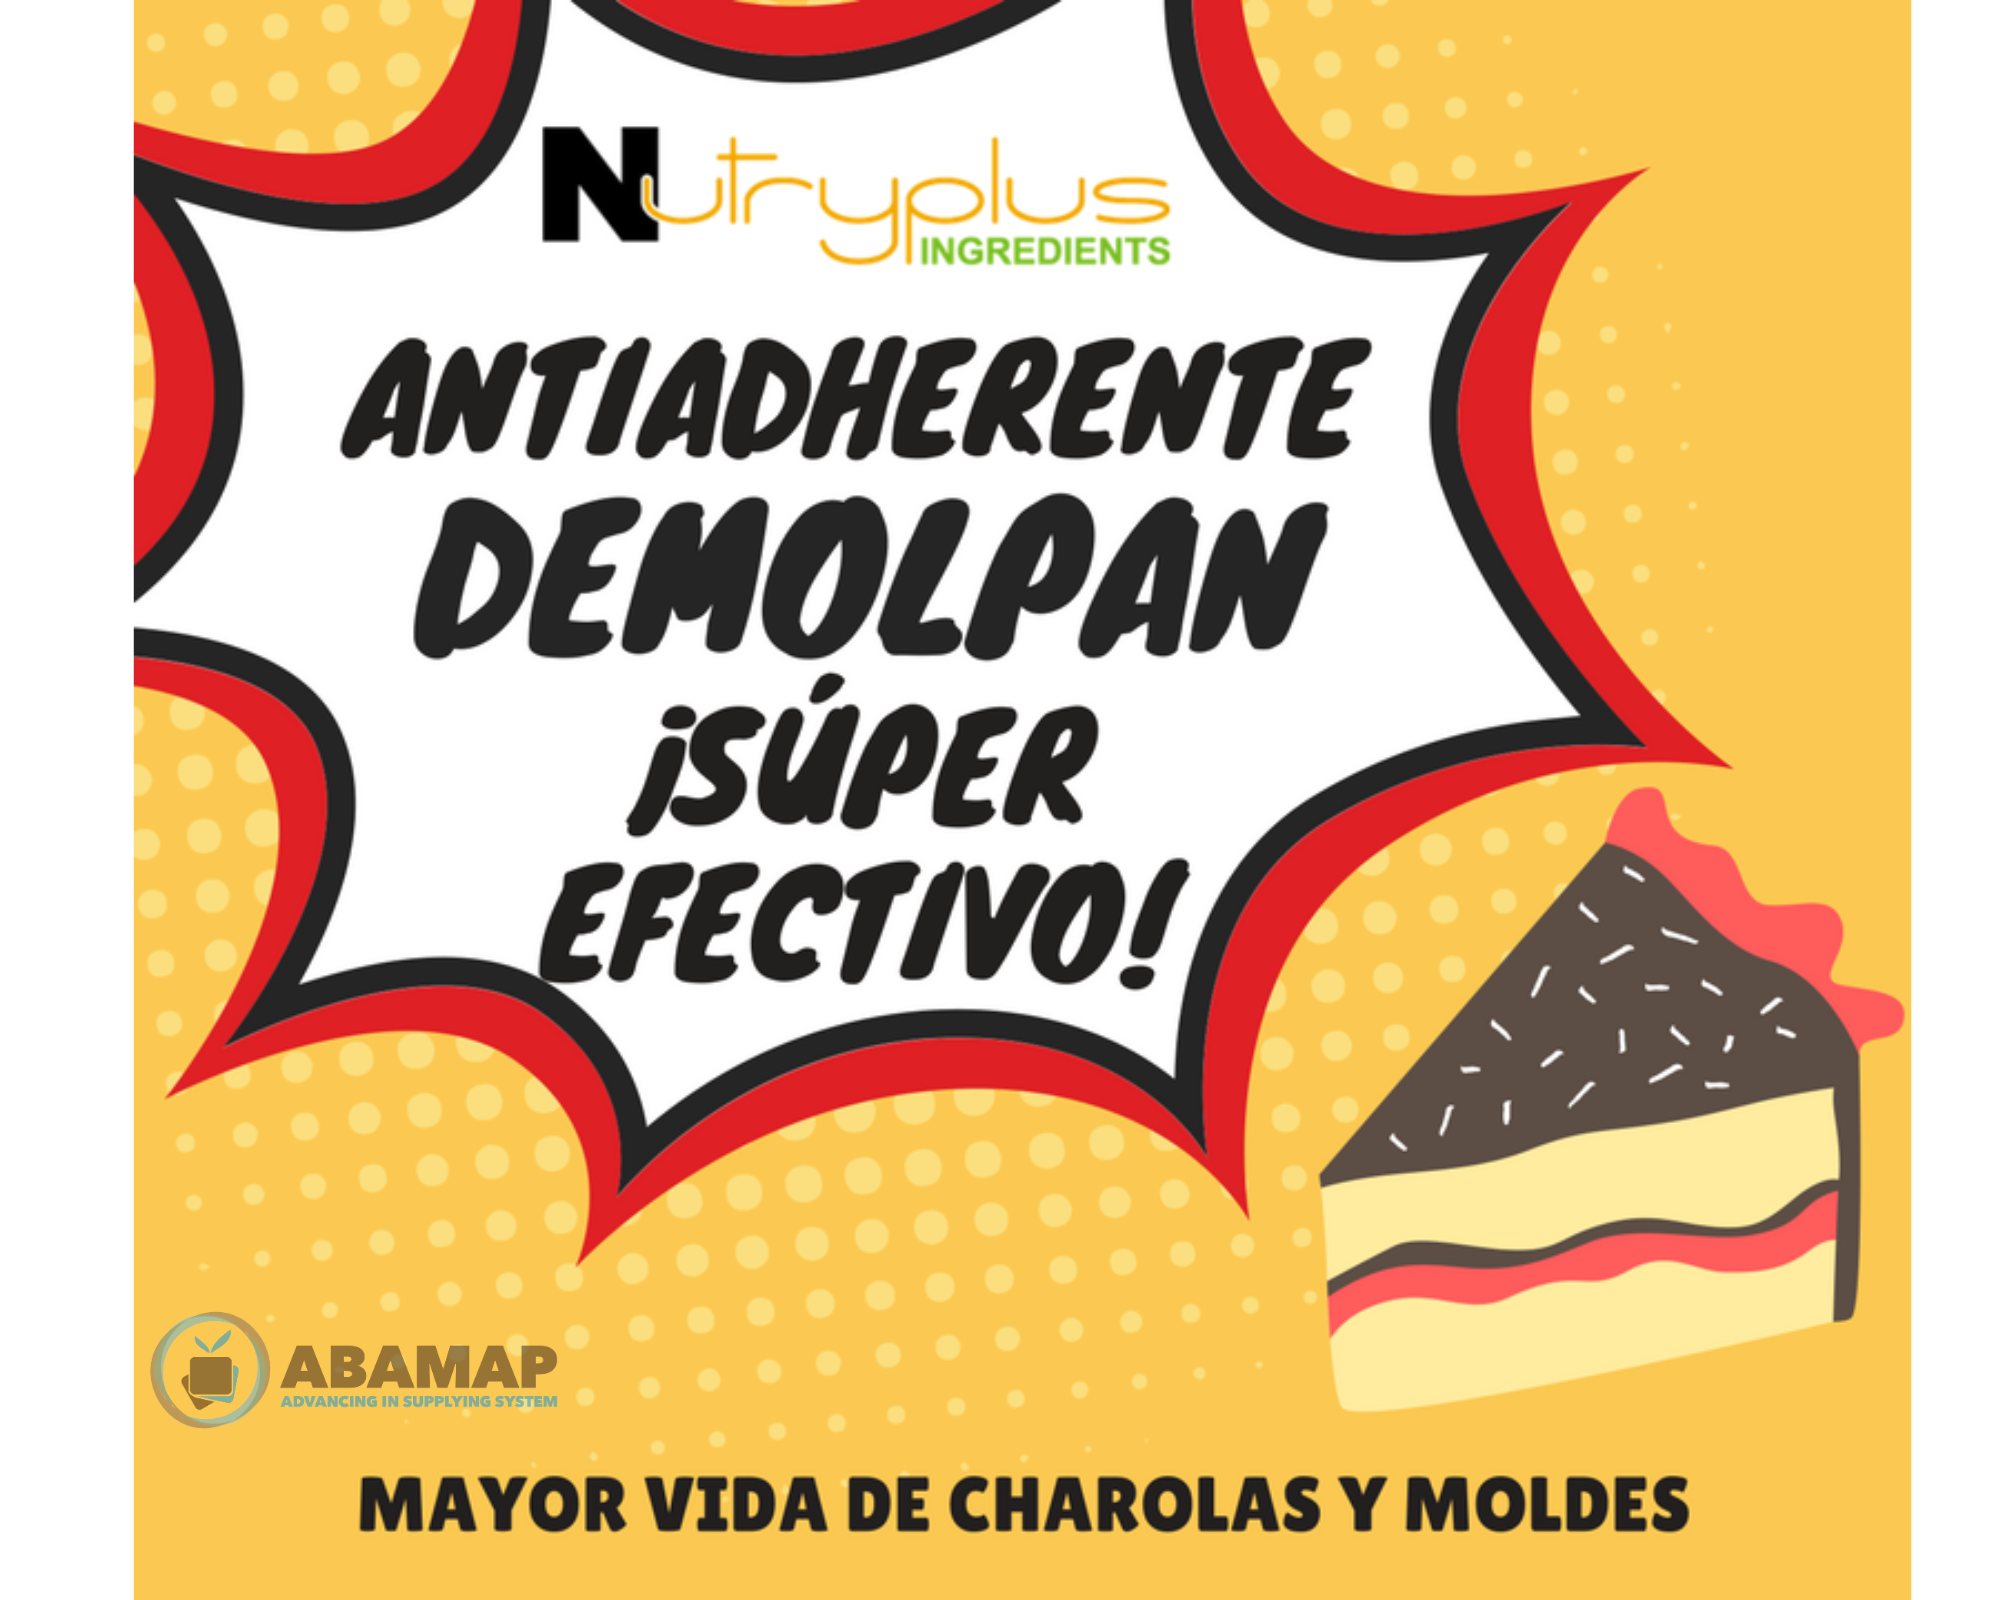 Nutryplus
INGREDIENTS
ANTIADHERENTE
DEMOLPAN
¡SÚPER
EFECTIVO!
ABAMAP
ADVANCING IN SUPPLYING SYSTEM
MAYOR VIDA DE CHAROLAS Y MOLDES